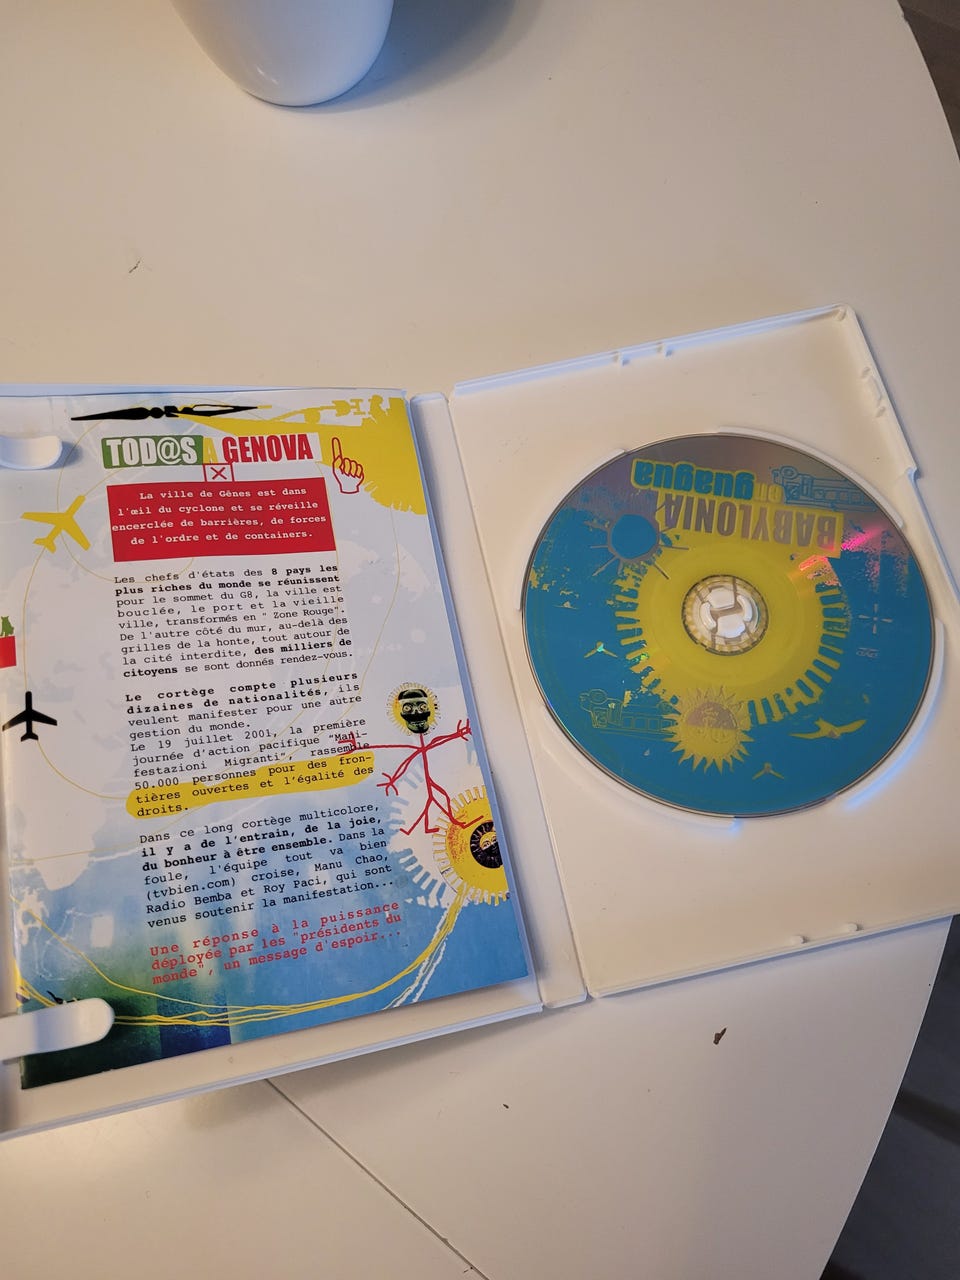 TOD@S A GENOVA
La ville de Gênes est dans
l'œil du cyclone et se réveille
encerclée de barrières, de forces
de l'ordre et de containers.
Les chefs d'états des 8 pays les
plus riches du monde se réunissent
pour le sommet du G8, la ville est
bouclée, le port et la vieille
ville, transformés en " Zone Rouge".
De l'autre côté du mur, au-delà des
grilles de la honte, tout autour de
la cité interdite, des milliers de
citoyens se sont donnés rendez-vous.
Le cortège compte plusieurs
dizaines de nationalités, ils
veulent manifester pour une autre
gestion du monde.
Le 19 juillet 2001, la première
journée d'action pacifique "Mani-
festazioni Migranti", rassemble
50.000 personnes pour des fron-
tières ouvertes et l'égalité des
droits.
Dans ce long cortège multicolore,
il y a de l'entrain, de la joie,
du bonheur à être ensemble. Dans la
foule, l'équipe tout va bien
(tvbien.com) croise, Manu Chao,
Radio Bemba et Roy Paci, qui sont
venus soutenir la manifestation...
Une réponse à la puissance
déployée par les "présidents du
monde", un message d'espoir...
BABYLONIA
en guagua